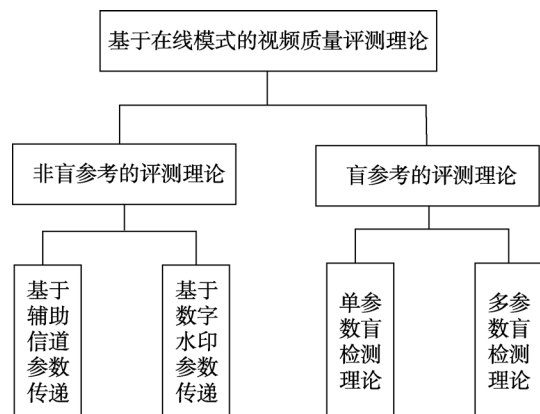 基于在线模式的视频质量评测理论
非盲参考的评测理论
盲参考的评测理论
基于
辅助
信道
参数
传递
基于
数字
水印
参数
传递
单参
数盲
检测
理论
多参
数盲
检测
理论